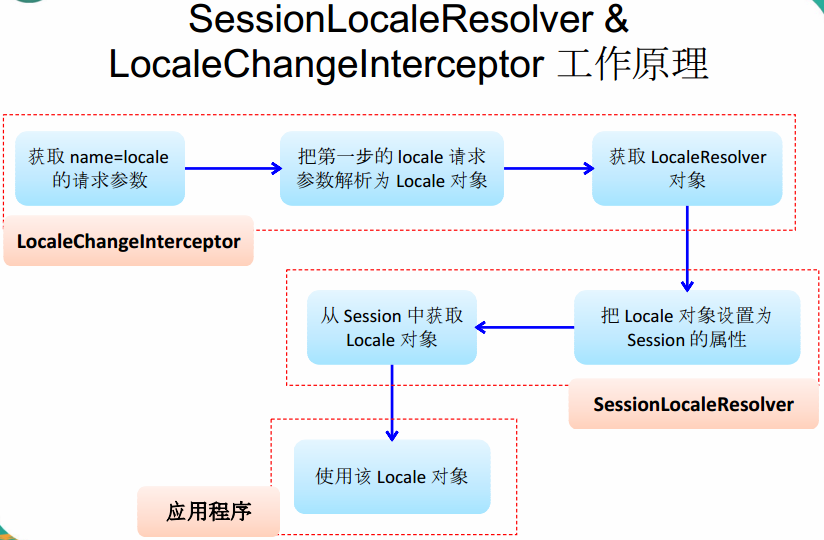 SessionLocaleResolver &
LocaleChangeInterceptor 工作原理
获取 name=locale
的请求参数
把第一步的 locale 请求
参数解析为 Locale 对象
获取 LocaleResolver
对象
LocaleChangeInterceptor
从 Session 中获取
Locale 对象
把 Locale 对象设置为
Session 的属性
SessionLocaleResolver
使用该 Locale 对象
应用程序